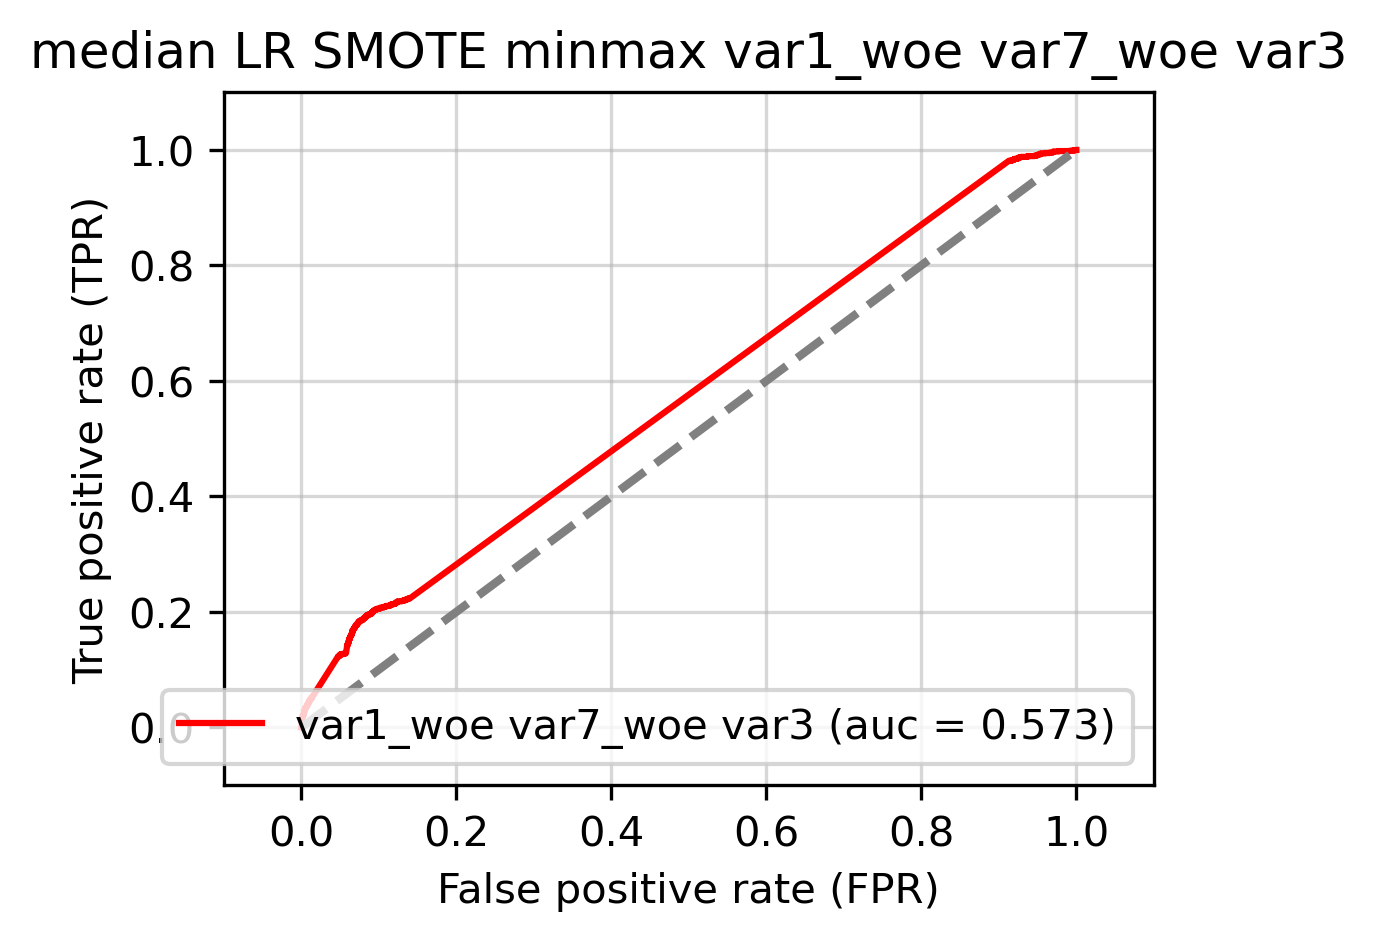 median LR SMOTE minmax var1_woe var7_woe var3
True positive rate (TPR)
1.0
0.8
0.6
0.4
0.2
0.0
var1_woe var7_woe var3 (auc = 0.573)
0.0 0.2 0.4 0.6 0.8 1.0
False positive rate (FPR)